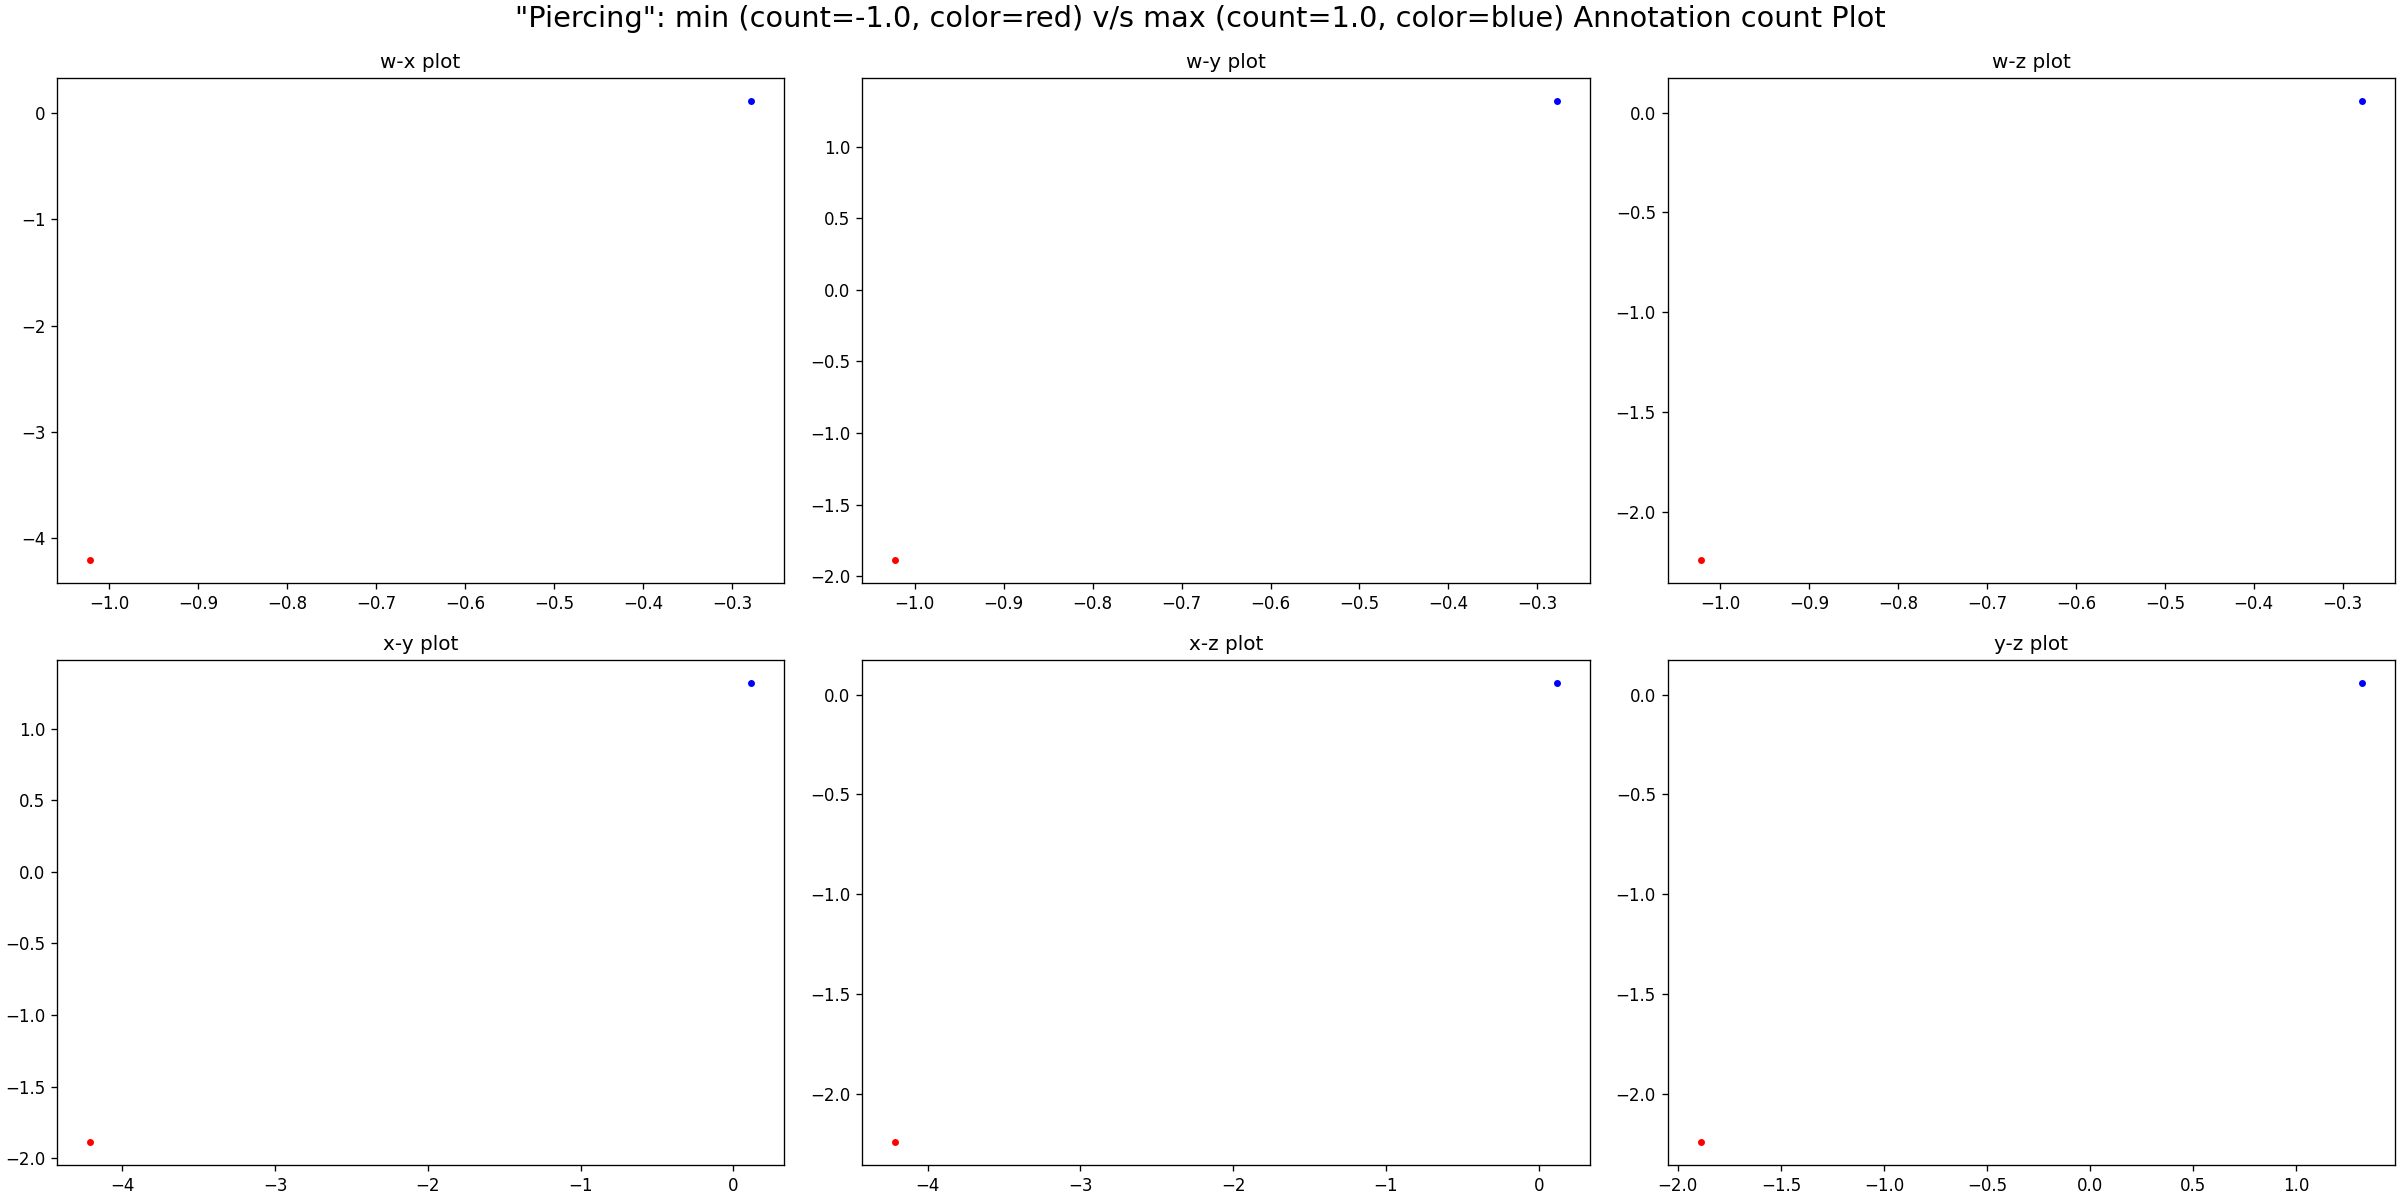 "Piercing": min (count=-1.0, color=red) v/s max (count=1.0, color=blue) Annotation count Plot
w-x plot
0
−1
−2
−3
−4
−1.0 −0.9 −0.8 −0.7 −0.6 −0.5 −0.4 −0.3
w-y plot
1.0
0.5
0.0
−0.5
−1.0
−1.5
−2.0
−1.0 −0.9 −0.8 −0.7 −0.6 −0.5 −0.4 −0.3
w-z plot
0.0
−0.5
−1.0
−1.5
−2.0
−1.0 −0.9 −0.8 −0.7 −0.6 −0.5 −0.4 −0.3
x-y plot
1.0
0.5
0.0
−0.5
−1.0
−1.5
−2.0
−4 −3 −2 −1 0
x-z plot
0.0
−0.5
−1.0
−1.5
−2.0
−4 −3 −2 −1 0
y-z plot
0.0
−0.5
−1.0
−1.5
−2.0
−2.0 −1.5 −1.0 −0.5 0.0 0.5 1.0